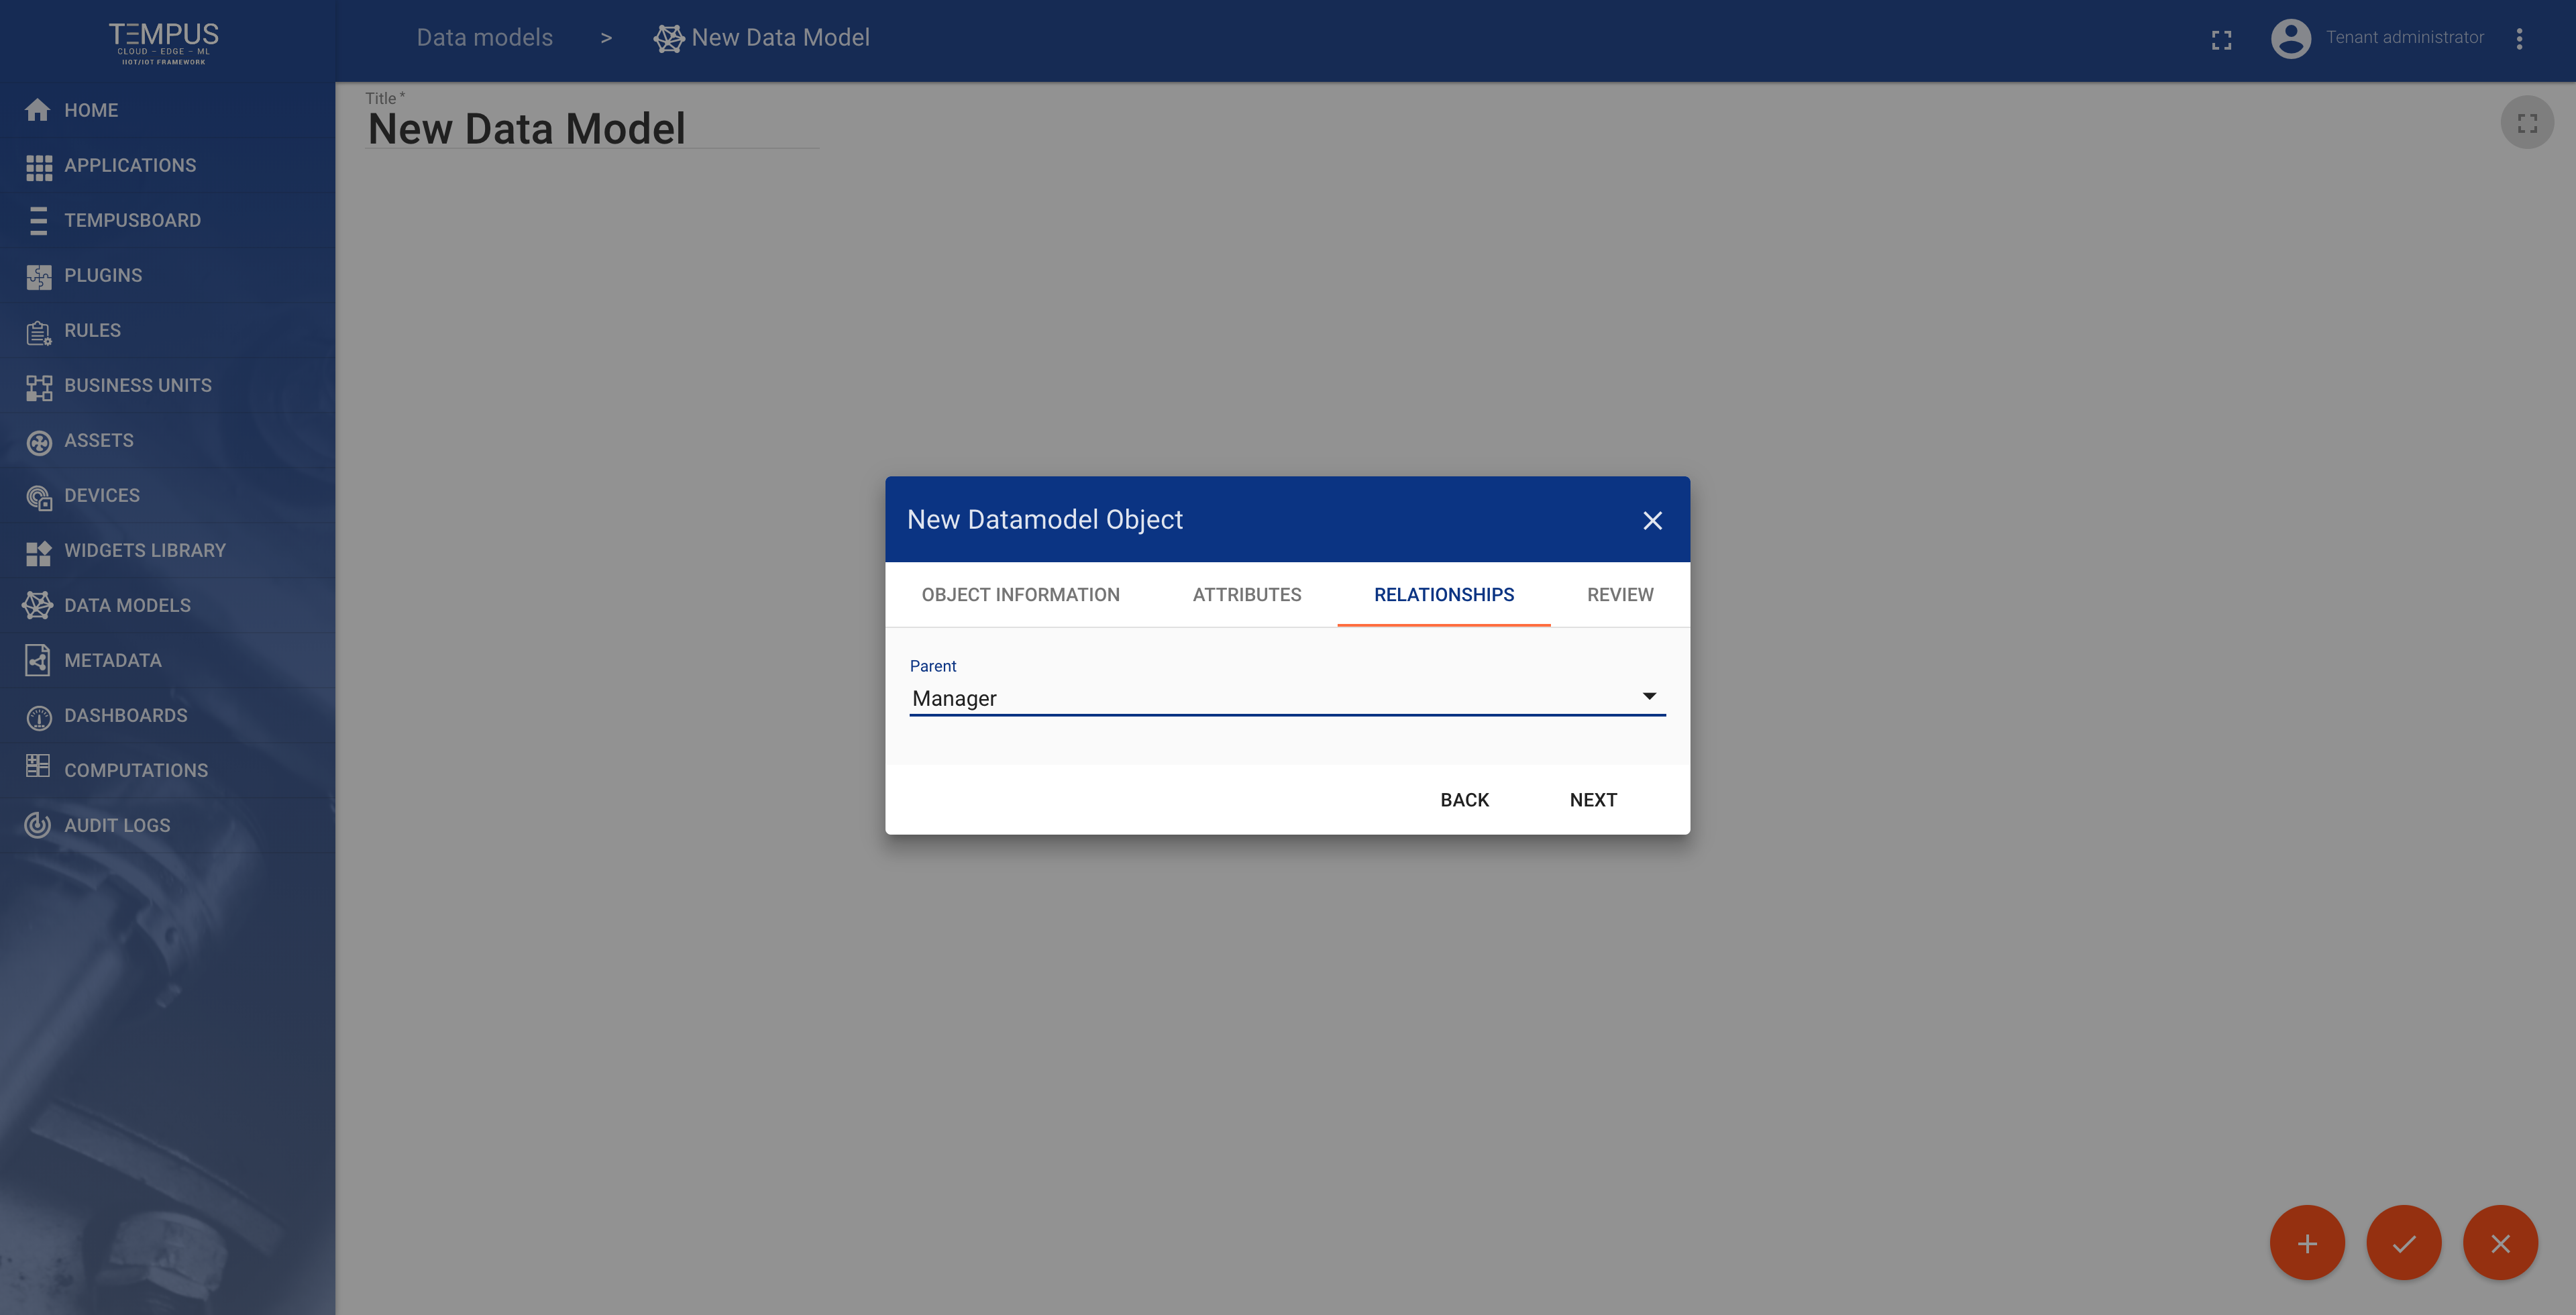 TEMPUS
CLOUD – EDGE – ML
IIOT/IOT FRAMEWORK
Data models > New Data Model
Tenant administrator
HOME
APPLICATIONS
TEMPUSBOARD
PLUGINS
RULES
BUSINESS UNITS
ASSETS
DEVICES
WIDGETS LIBRARY
DATA MODELS
METADATA
DASHBOARDS
COMPUTATIONS
AUDIT LOGS
Title *
New Data Model
New Datamodel Object
OBJECT INFORMATION ATTRIBUTES RELATIONSHIPS REVIEW
Parent
Manager
BACK NEXT